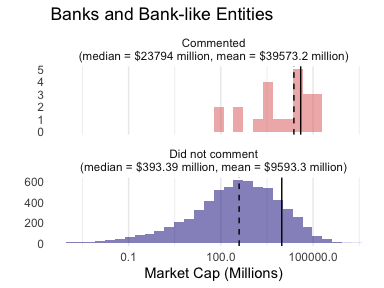 Banks and Bank-like Entities
Commented
(median = $23794 million, mean = $39573.2 million)
5
4
3
2
1
0
Did not comment
(median = $393.39 million, mean = $9593.3 million)
600
400
200
0
0.1 100.0 100000.0
Market Cap (Millions)